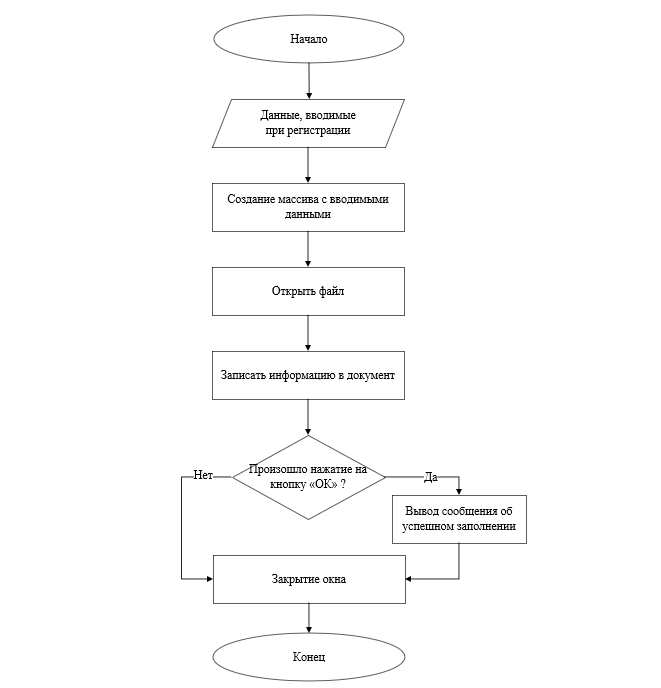 Начало
Данные, вводимые
при регистрации
Создание массива с вводимыми
данными
Открыть файл
Записать информацию в документ
Произошло нажатие на
кнопку «ОК» ?
Нет
Да
Вывод сообщения об
успешном заполнении
Закрытие окна
Конец